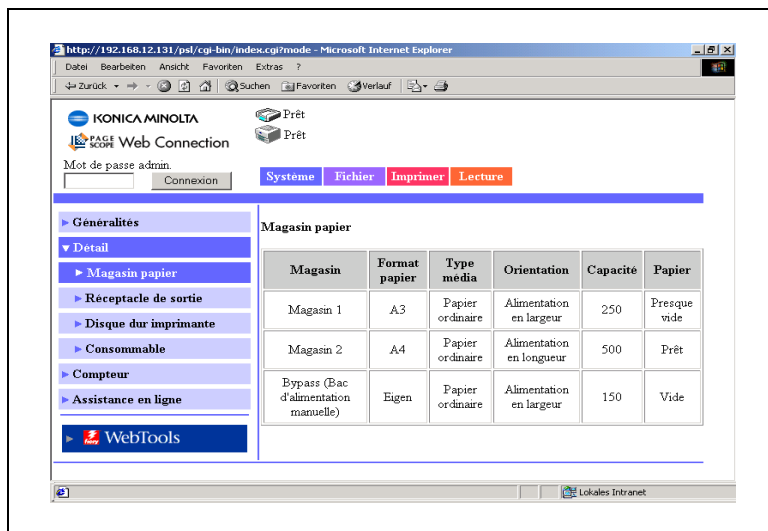 http://192.168.12.131/psl/cgi-bin/index.cgi?mode - Microsoft Internet Explorer
Datei Bearbeiten Ansicht Favoriten Extras ?
Zurück Suchen Favoriten Verlauf
KONICA MINOLTA
Prêt
PAGE SCOPE Web Connection
Prêt
Mot de passe admin.
Connexion
Système Fichier Imprimer Lecture
Généralités
Détail
Magasin papier
Réceptacle de sortie
Disque dur imprimante
Consommable
Compteur
Assistance en ligne
Fiery WebTools
Magasin papier
Magasin Format papier Type média Orientation Capacité Papier
Magasin 1 A3 Papier ordinaire Alimentation en largeur 250 Presque vide
Magasin 2 A4 Papier ordinaire Alimentation en longueur 500 Prêt
Bypass (Bac d'alimentation manuelle) Eigen Papier ordinaire Alimentation en largeur 150 Vide
Lokales Intranet